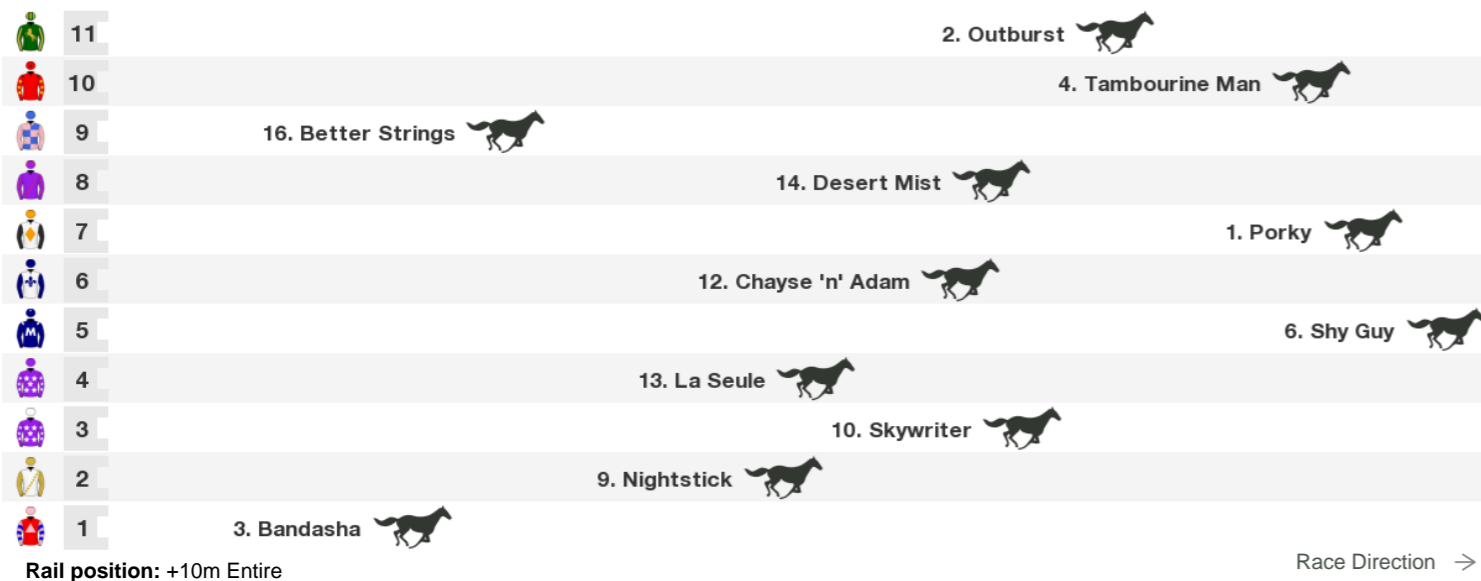 11 2. Outburst
10 4. Tambourine Man
9 16. Better Strings
8 14. Desert Mist
7 1. Porky
6 12. Chayse 'n' Adam
5 6. Shy Guy
M
4 13. La Seule
3 10. Skywriter
2 9. Nightstick
1 3. Bandasha
Rail position: +10m Entire
Race Direction →